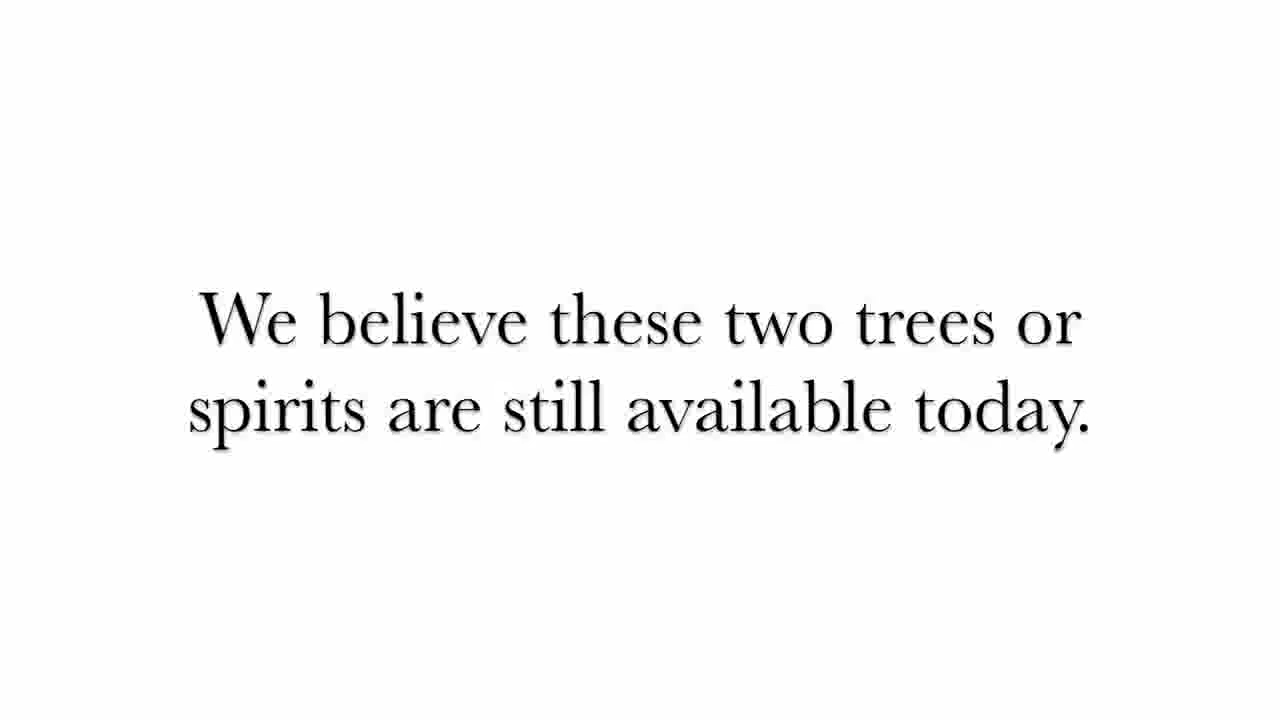 We believe these two trees or
spirits are still available today.